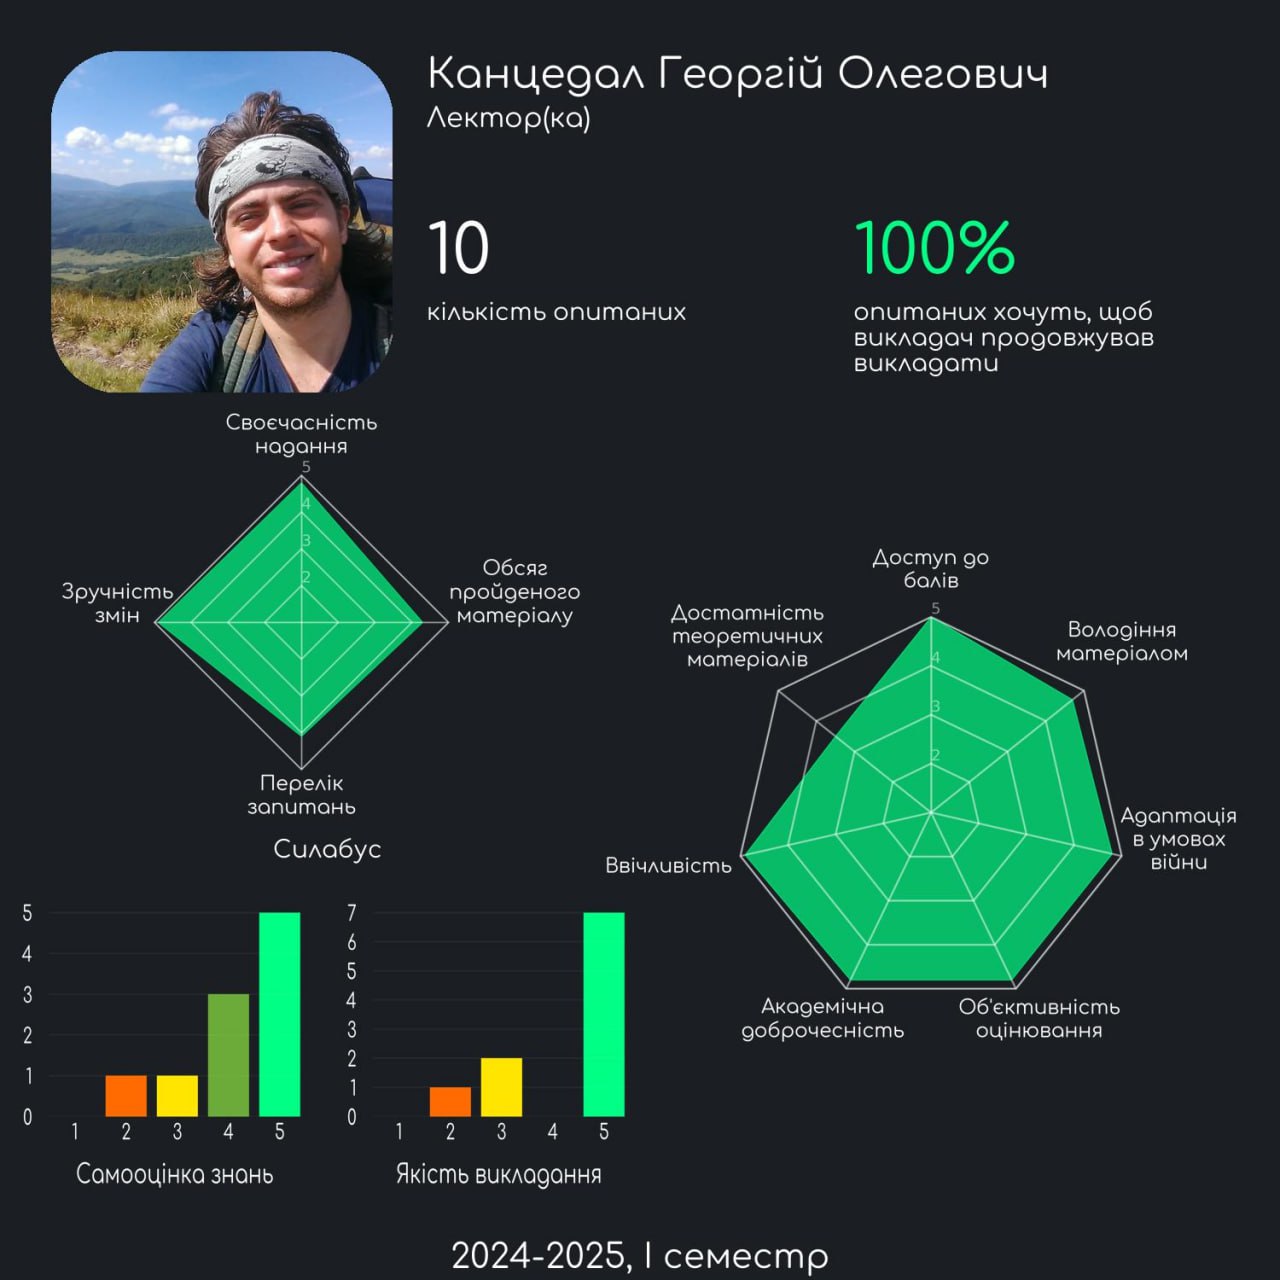 Канцедал Георгій Олегович
Лектор(ка)
10
кількість опитаних
100%
опитаних хочуть, щоб
викладач продовжував
викладати
Своєчасність
надання
5
4
3
2
Зручність
змін
Обсяг
пройденого
матеріалу
Перелік
запитань
Силабус
Доступ до
балів
5
4
3
2
Достатність
теоретичних
матеріалів
Володіння
матеріалом
Адаптація
в умовах
війни
Ввічливість
Академічна
доброчесність
Об'єктивність
оцінювання
5
4
3
2
1
0
1 2 3 4 5
Самооцінка знань
7
6
5
4
3
2
1
0
1 2 3 4 5
Якість викладання
2024-2025, І семестр